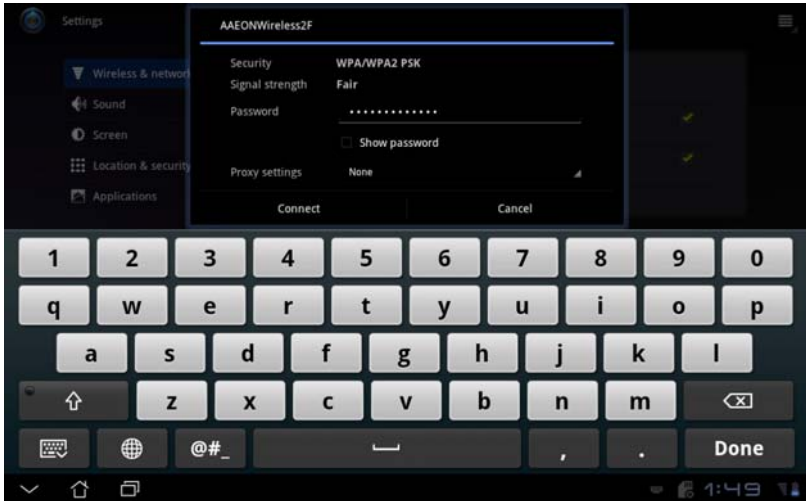 Settings
AAEONWireless2F
Security WPA/WPA2 PSK
Signal strength Fair
Password •••••••••••••
Show password
Proxy settings None
Connect Cancel
Wireless & networ
Sound
Screen
Location & security
Applications
1 2 3 4 5 6 7 8 9 0
q w e r t y u i o p
a s d f g h j k l
z x c v b n m
@#_ , . Done
1:49